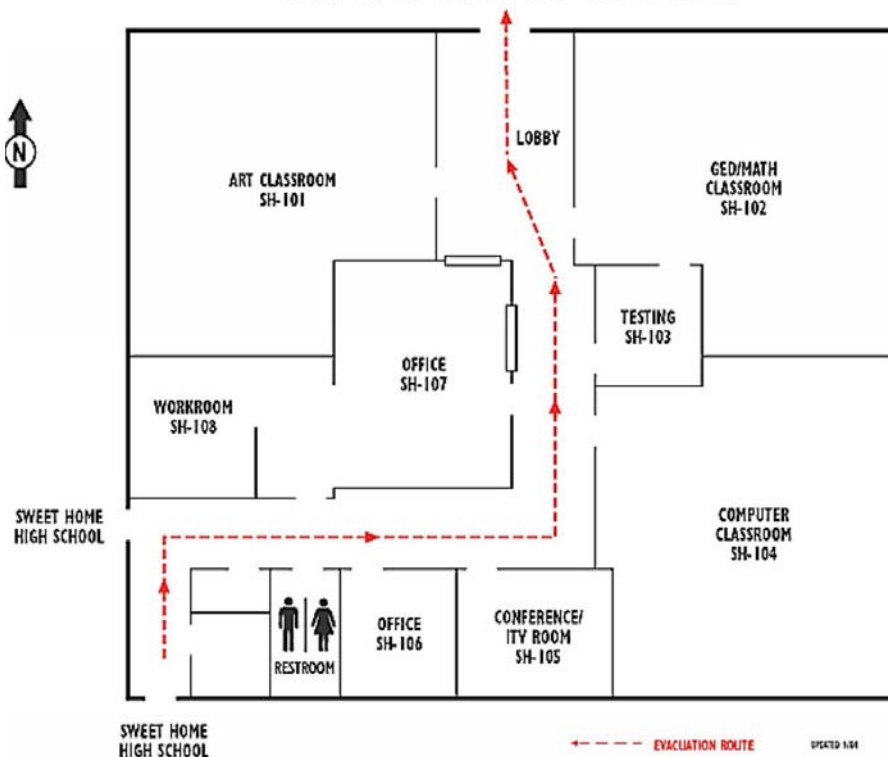 N
LOBBY
ART CLASSROOM
SH-101
GED/MATH
CLASSROOM
SH-102
TESTING
SH-103
OFFICE
SH-107
WORKROOM
SH-108
SWEET HOME
HIGH SCHOOL
COMPUTER
CLASSROOM
SH-104
OFFICE
SH-106
CONFERENCE/
ITV ROOM
SH-105
RESTROOM
SWEET HOME
HIGH SCHOOL
EVACUATION ROUTE
UPDATED